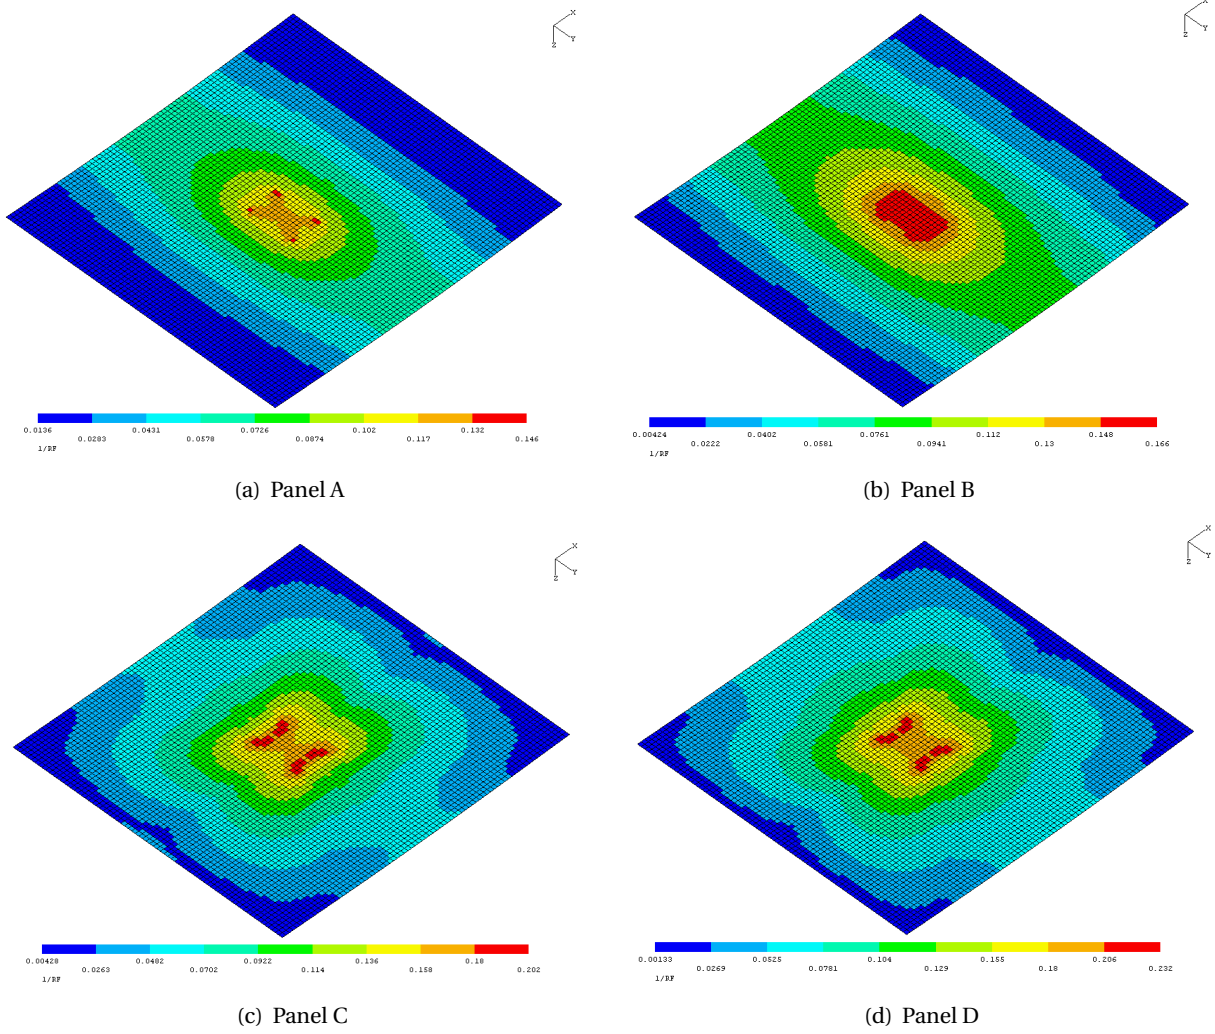 X
Y
Z
X
Y
Z
0.0136 0.0431 0.0726 0.102 0.132
0.0283 0.0578 0.0874 0.117 0.146
1/RF
0.00424 0.0402 0.0761 0.112 0.148
0.0222 0.0581 0.0941 0.13 0.166
1/RF
(a) Panel A
(b) Panel B
X
Y
Z
X
Y
Z
0.00428 0.0482 0.0922 0.136 0.18
0.0263 0.0702 0.114 0.158 0.202
1/RF
0.00133 0.0525 0.104 0.155 0.206
0.0269 0.0781 0.129 0.18 0.232
1/RF
(c) Panel C
(d) Panel D